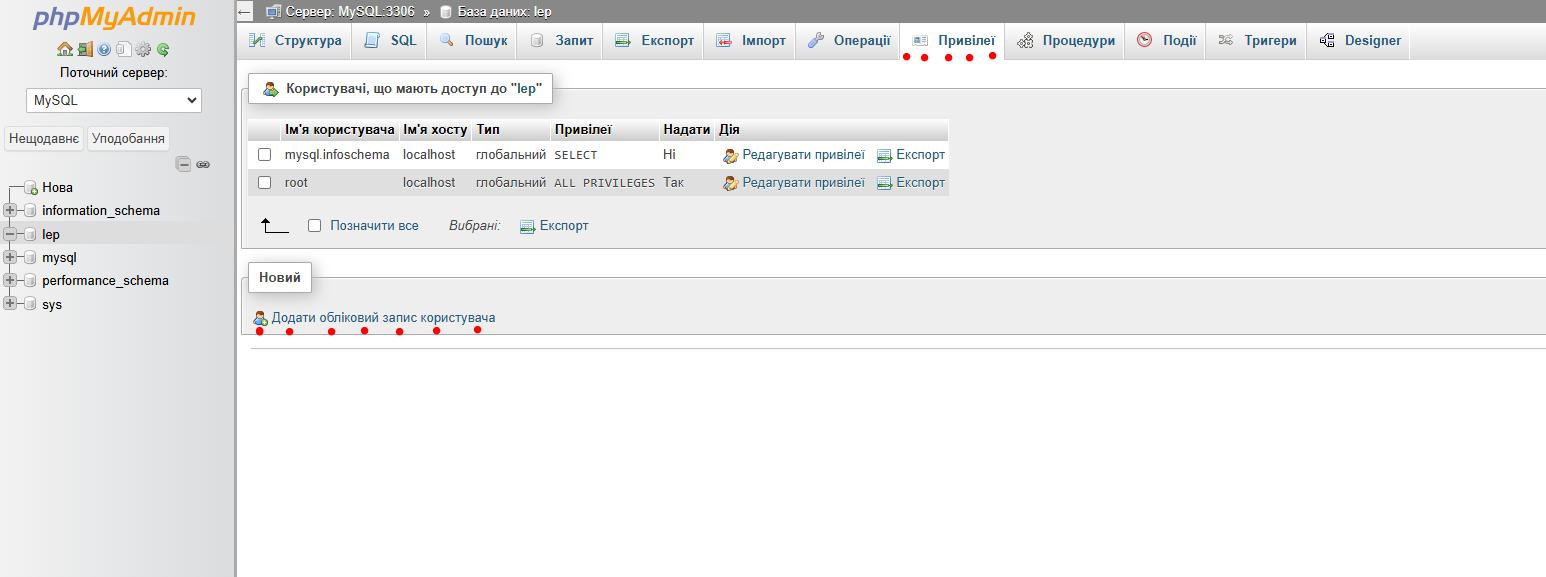 phpMyAdmin
Поточний сервер:
MySQL
Нещодавнє Уподобання
Нова
information_schema
lep
mysql
performance_schema
sys
Сервер: MySQL:3306 » База даних: lep
Структура SQL Пошук Запит Експорт Імпорт Операції Привілеї Процедури Події Тригери Designer
Користувачі, що мають доступ до "lep"
Ім'я користувача Ім'я хосту Тип Привілеї Надати Дія
mysql.infoschema localhost глобальний SELECT Ні Редагувати привілеї Експорт
root localhost глобальний ALL PRIVILEGES Так Редагувати привілеї Експорт
Позначити все Вибрані: Експорт
Новий
Додати обліковий запис користувача